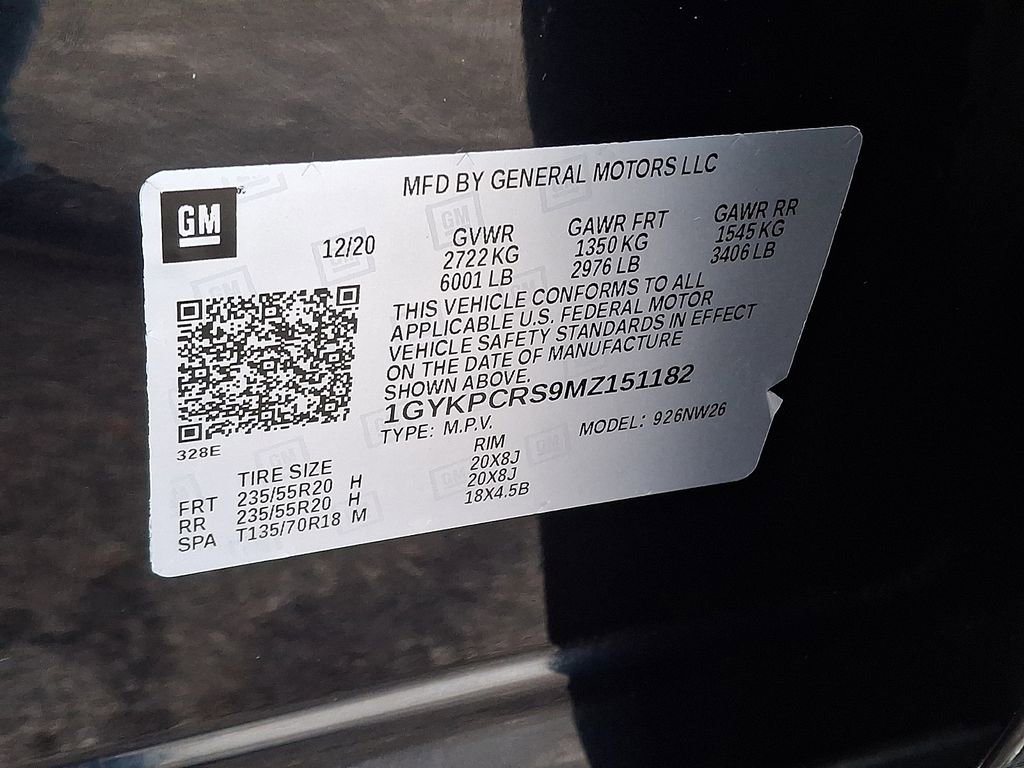 MFD BY GENERAL MOTORS LLC
GM
12/20
GVWR
2722 KG
6001 LB
GAWR FRT
1350 KG
2976 LB
GAWR RR
1545 KG
3406 LB
THIS VEHICLE CONFORMS TO ALL
APPLICABLE U.S. FEDERAL MOTOR
VEHICLE SAFETY STANDARDS IN EFFECT
ON THE DATE OF MANUFACTURE
SHOWN ABOVE.
1GYKPCRS9MZ151182
TYPE: M.P.V. MODEL: 926NW26
328E
TIRE SIZE RIM
FRT 235/55R20 H 20X8J
RR 235/55R20 H 20X8J
SPA T135/70R18 M 18X4.5B